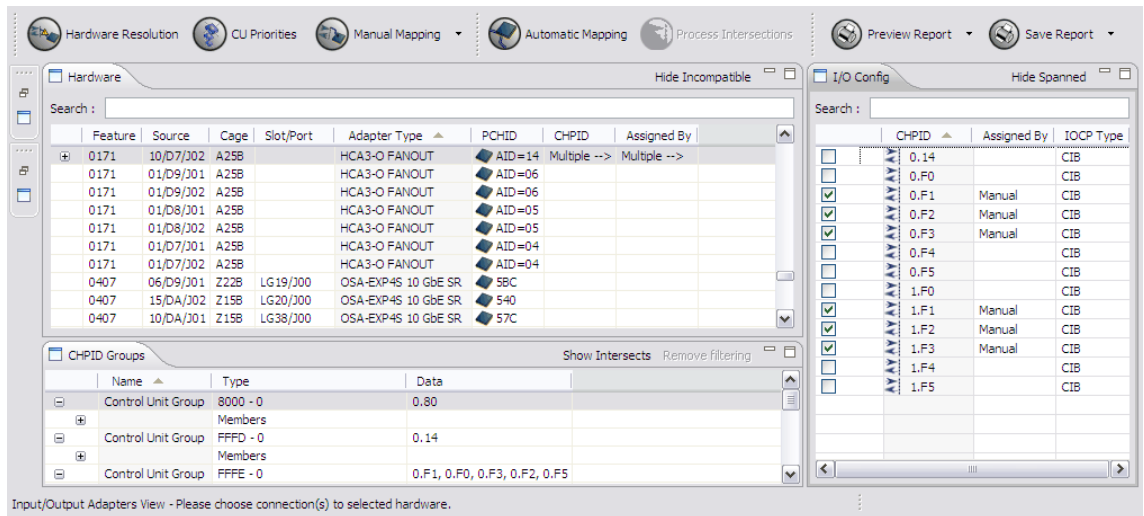 Hardware Resolution CU Priorities Manual Mapping Automatic Mapping Process Intersections Preview Report Save Report
Hardware Hide Incompatible
Search :
Feature Source Cage Slot/Port Adapter Type PCHID CHPID Assigned By
0171 10/D7/J02 A25B HCA3-O FANOUT AID=14 Multiple --> Multiple -->
0171 01/D9/J01 A25B HCA3-O FANOUT AID=06
0171 01/D9/J02 A25B HCA3-O FANOUT AID=06
0171 01/D8/J01 A25B HCA3-O FANOUT AID=05
0171 01/D8/J02 A25B HCA3-O FANOUT AID=05
0171 01/D7/J01 A25B HCA3-O FANOUT AID=04
0171 01/D7/J02 A25B HCA3-O FANOUT AID=04
0407 06/D9/J01 Z22B LG19/J00 OSA-EXP4S 10 GbE SR 5BC
0407 15/DA/J02 Z15B LG20/J00 OSA-EXP4S 10 GbE SR 540
0407 10/DA/J01 Z15B LG38/J00 OSA-EXP4S 10 GbE SR 57C
CHPID Groups Show Intersects Remove filtering
Name Type Data
Control Unit Group 8000 - 0 0.80
Members
Control Unit Group FFFD - 0 0.14
Members
Control Unit Group FFFE - 0 0.F1, 0.F0, 0.F3, 0.F2, 0.F5
I/O Config Hide Spanned
Search :
CHPID Assigned By IOCP Type
0.14 CIB
0.F0 CIB
0.F1 Manual CIB
0.F2 Manual CIB
0.F3 Manual CIB
0.F4 CIB
0.F5 CIB
1.F0 CIB
1.F1 Manual CIB
1.F2 Manual CIB
1.F3 Manual CIB
1.F4 CIB
1.F5 CIB
Input/Output Adapters View - Please choose connection(s) to selected hardware.